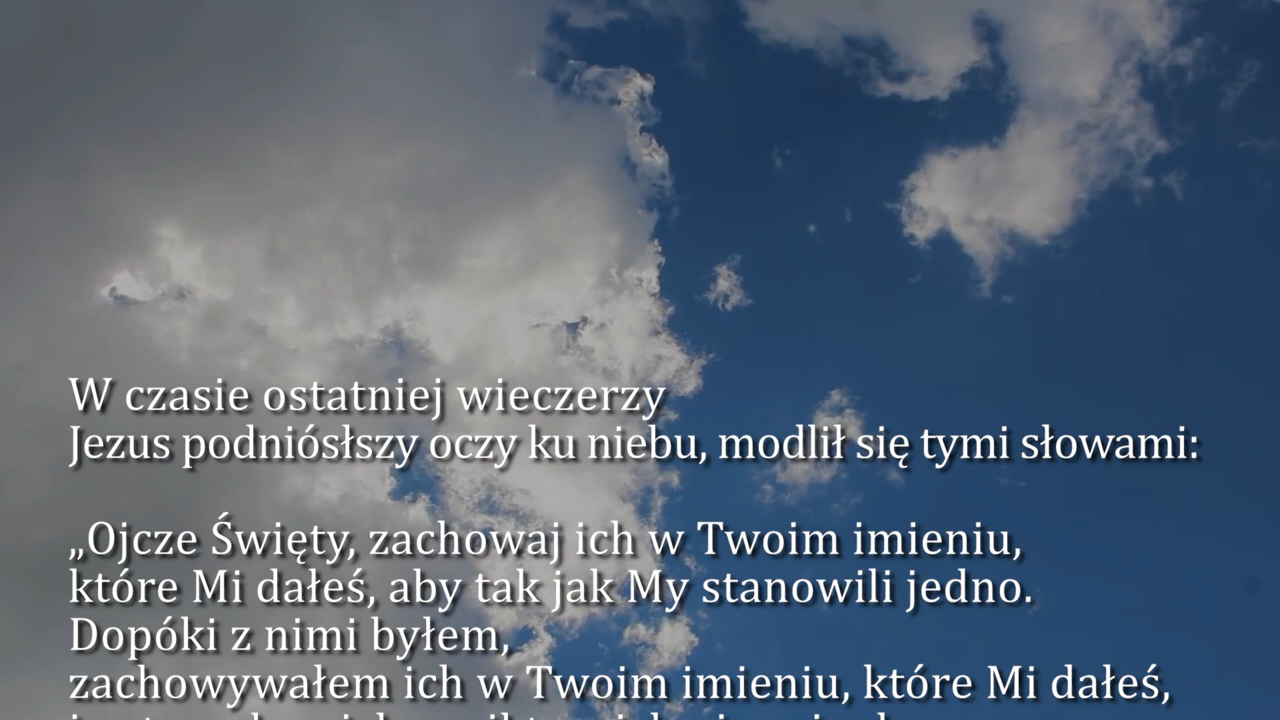 W czasie ostatniej wieczerzy
Jezus podniósłszy oczy ku niebu, modlił się tymi słowami:
„Ojcze Święty, zachowaj ich w Twoim imieniu,
które Mi dałeś, aby tak jak My stanowili jedno.
Dopóki z nimi byłem,
zachowywałem ich w Twoim imieniu, które Mi dałeś,